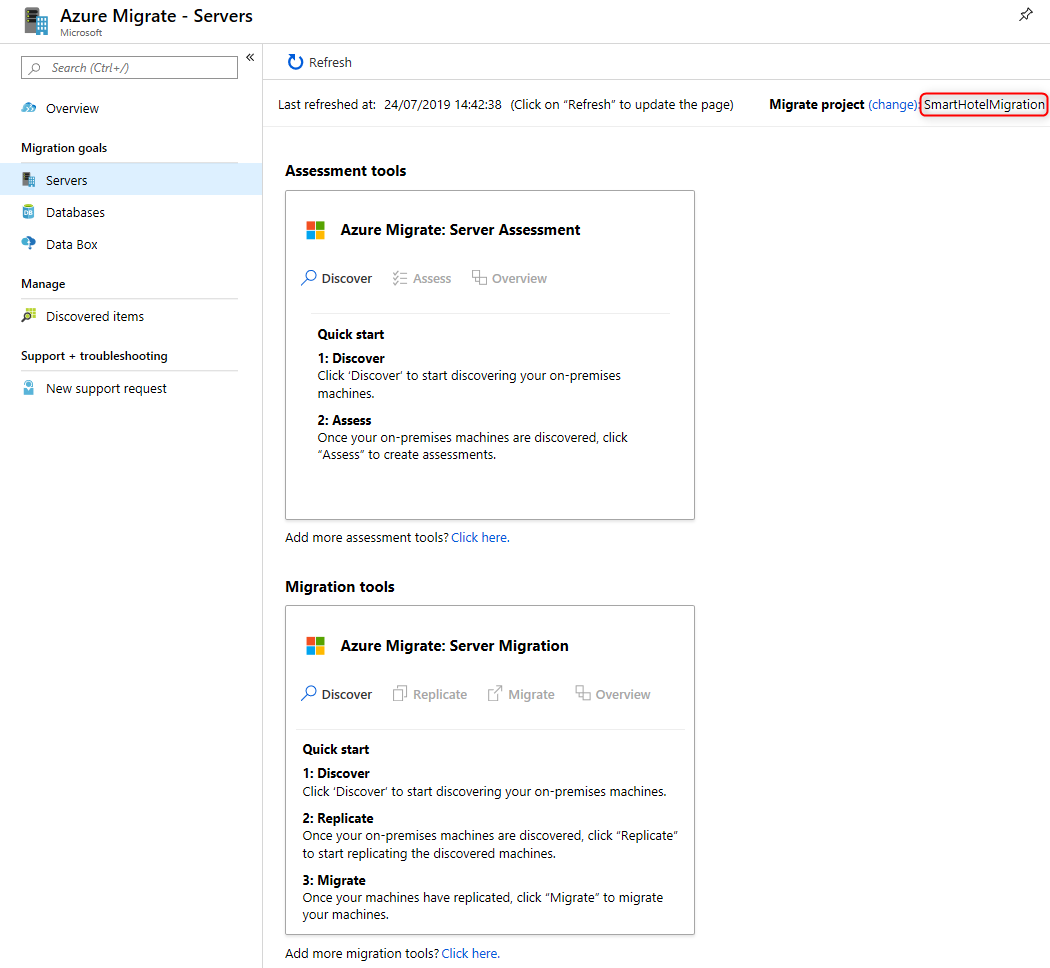 Azure Migrate - Servers
Microsoft
Search (Ctrl+/)
«
Overview
Migration goals
Servers
Databases
Data Box
Manage
Discovered items
Support + troubleshooting
New support request
Refresh
Last refreshed at: 24/07/2019 14:42:38 (Click on “Refresh” to update the page) Migrate project (change): SmartHotelMigration
Assessment tools
Azure Migrate: Server Assessment
Discover Assess Overview
Quick start
1: Discover
Click ‘Discover’ to start discovering your on-premises
machines.
2: Assess
Once your on-premises machines are discovered, click
“Assess” to create assessments.
Add more assessment tools? Click here.
Migration tools
Azure Migrate: Server Migration
Discover Replicate Migrate Overview
Quick start
1: Discover
Click ‘Discover’ to start discovering your on-premises machines.
2: Replicate
Once your on-premises machines are discovered, click “Replicate”
to start replicating the discovered machines.
3: Migrate
Once your machines have replicated, click “Migrate” to migrate
your machines.
Add more migration tools? Click here.